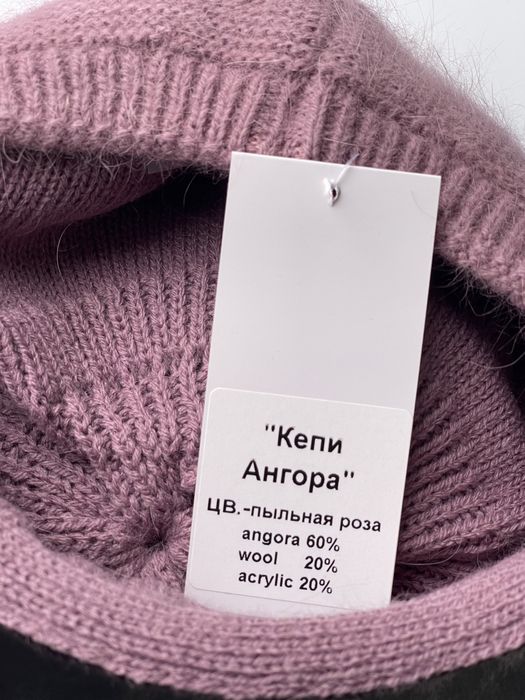 "Кепи
Ангора"
ЦВ.-пыльная роза
angora 60%
wool 20%
acrylic 20%